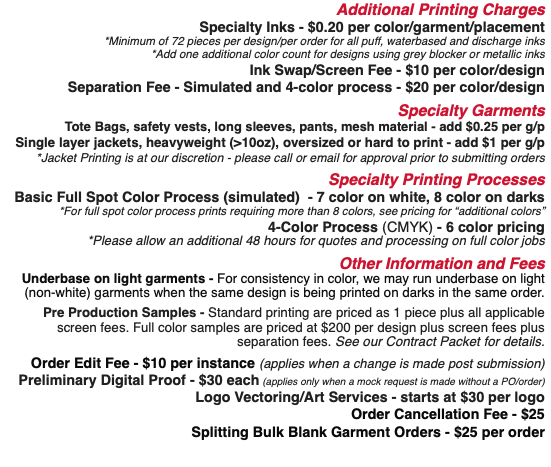 Additional Printing Charges
Specialty Inks - $0.20 per color/garment/placement
*Minimum of 72 pieces per design/per order for all puff, waterbased and discharge inks
*Add one additional color count for designs using grey blocker or metallic inks
Ink Swap/Screen Fee - $10 per color/design
Separation Fee - Simulated and 4-color process - $20 per color/design
Specialty Garments
Tote Bags, safety vests, long sleeves, pants, mesh material - add $0.25 per g/p
Single layer jackets, heavyweight (>10oz), oversized or hard to print - add $1 per g/p
*Jacket Printing is at our discretion - please call or email for approval prior to submitting orders
Specialty Printing Processes
Basic Full Spot Color Process (simulated) - 7 color on white, 8 color on darks
*For full spot color process prints requiring more than 8 colors, see pricing for "additional colors"
4-Color Process (CMYK) - 6 color pricing
*Please allow an additional 48 hours for quotes and processing on full color jobs
Other Information and Fees
Underbase on light garments - For consistency in color, we may run underbase on light
(non-white) garments when the same design is being printed on darks in the same order.
Pre Production Samples - Standard printing are priced as 1 piece plus all applicable
screen fees. Full color samples are priced at $200 per design plus screen fees plus
separation fees. See our Contract Packet for details.
Order Edit Fee - $10 per instance (applies when a change is made post submission)
Preliminary Digital Proof - $30 each (applies only when a mock request is made without a PO/order)
Logo Vectoring/Art Services - starts at $30 per logo
Order Cancellation Fee - $25
Splitting Bulk Blank Garment Orders - $25 per order